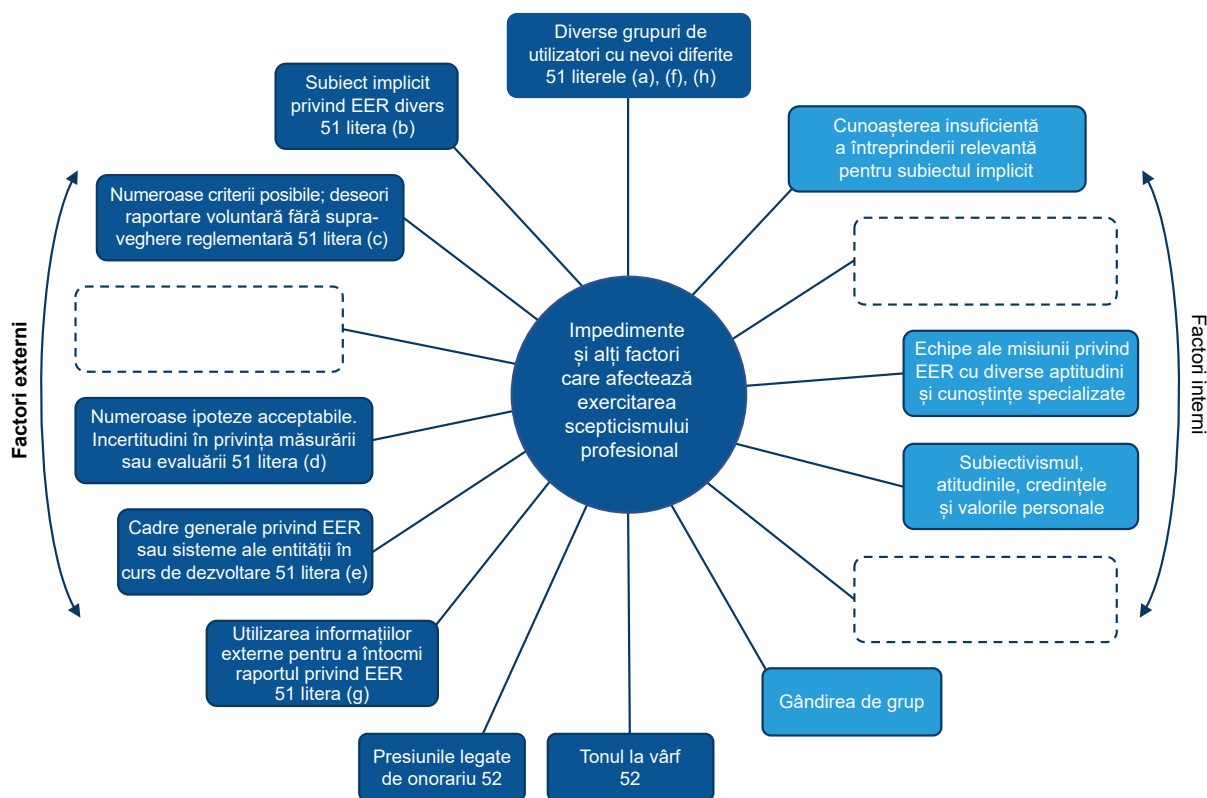 Diverse grupuri de
utilizatori cu nevoi diferite
51 literele (a), (f), (h)
Subiect implicit
privind EER divers
51 litera (b)
Cunoașterea insuficientă
a întreprinderii relevantă
pentru subiectul implicit
Numeroase criterii posibile; deseori
raportare voluntară fără supra-
veghere reglementară 51 litera (c)
Factori externi
Impedimente
și alți factori
care afectează
exercitarea
scepticismului
profesional
Echipe ale misiunii privind
EER cu diverse aptitudini
și cunoștințe specializate
Factori interni
Numeroase ipoteze acceptabile.
Incertitudini în privința măsurării
sau evaluării 51 litera (d)
Subiectivismul,
atitudinile, credințele
și valorile personale
Cadre generale privind EER
sau sisteme ale entității în
curs de dezvoltare 51 litera (e)
Utilizarea informațiilor
externe pentru a întocmi
raportul privind EER
51 litera (g)
Gândirea de grup
Presiunile legate
de onorariu 52
Tonul la vârf
52